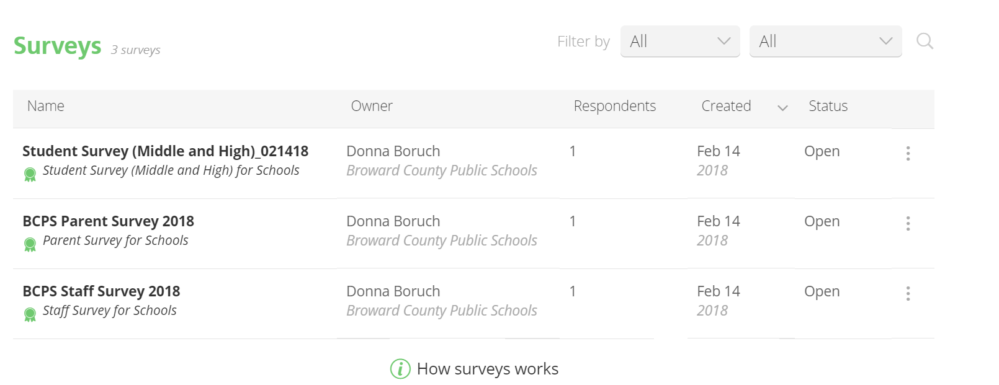 Surveys 3 surveys Filter by All All
Name Owner Respondents Created Status
Student Survey (Middle and High)_021418 Donna Boruch 1 Feb 14 Open
Student Survey (Middle and High) for Schools Broward County Public Schools 2018
BCPS Parent Survey 2018 Donna Boruch 1 Feb 14 Open
Parent Survey for Schools Broward County Public Schools 2018
BCPS Staff Survey 2018 Donna Boruch 1 Feb 14 Open
Staff Survey for Schools Broward County Public Schools 2018
i How surveys works